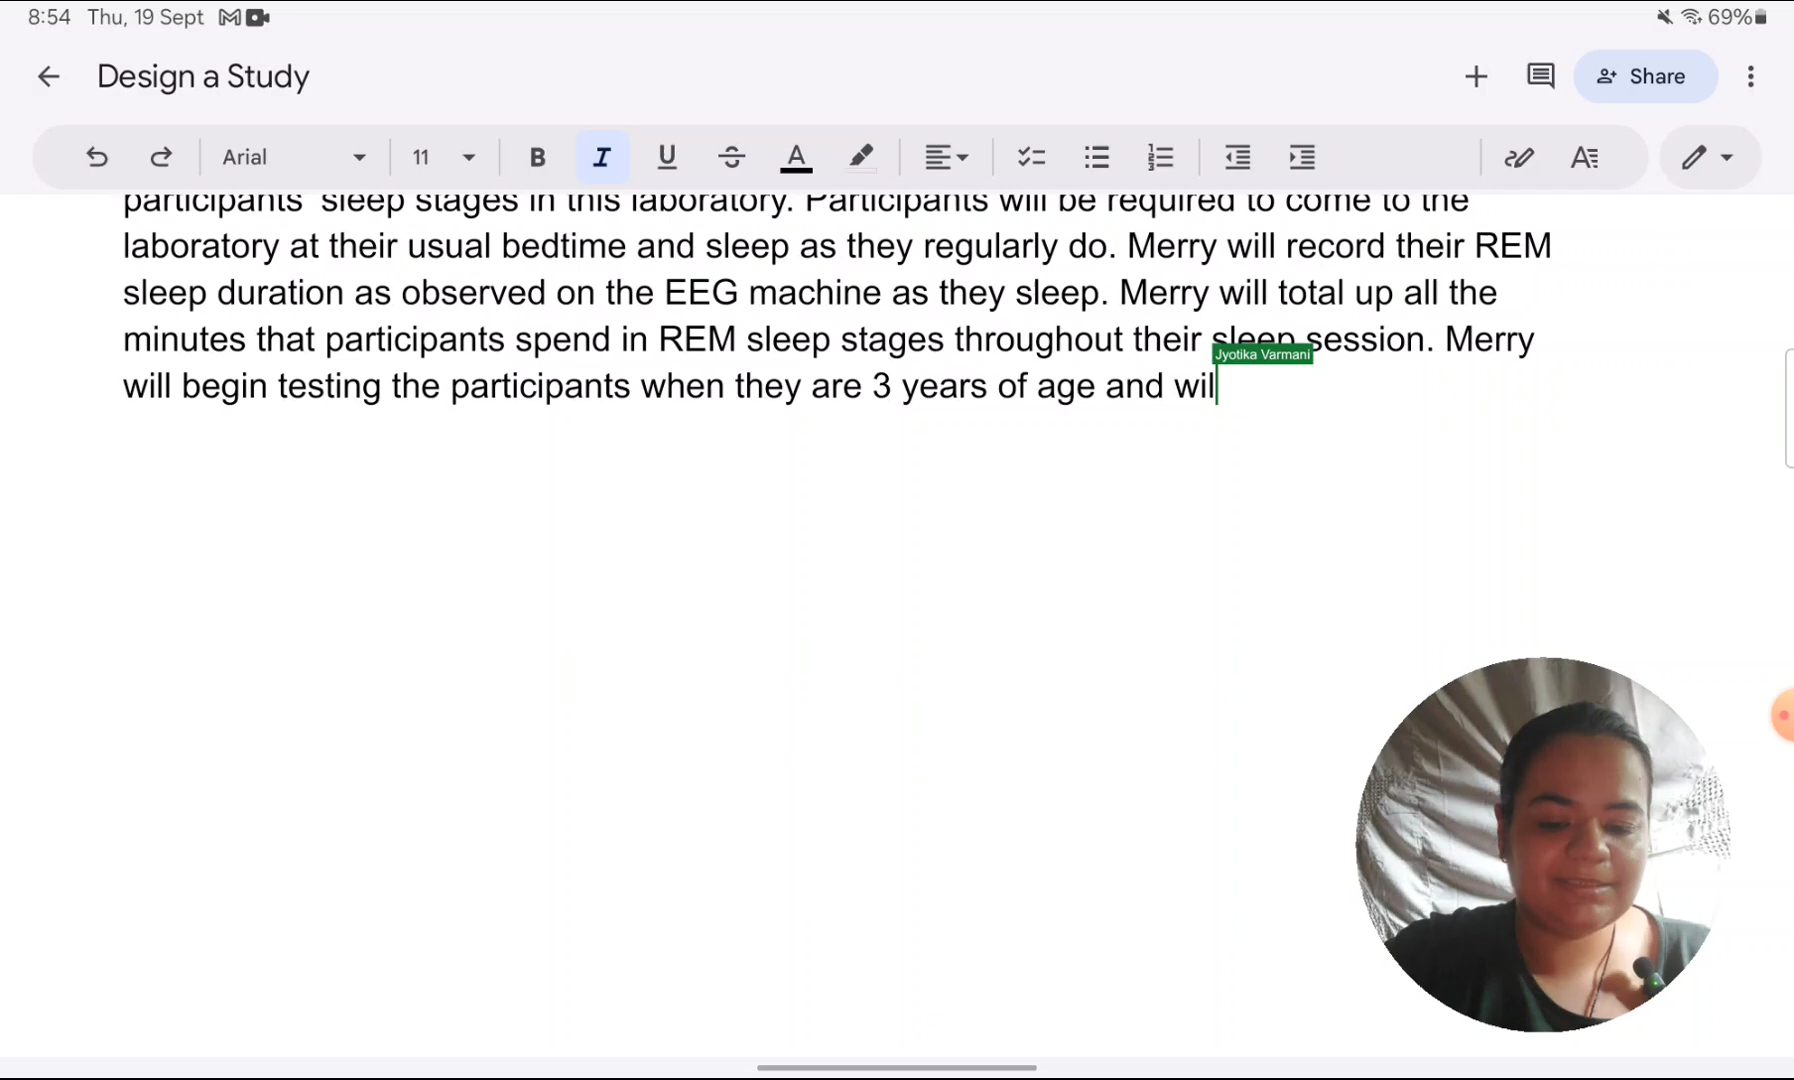 8:54 Thu, 19 Sept 69%
Design a Study
Share
Arial 11 B I U A
participants' sleep stages in this laboratory. Participants will be required to come to the
laboratory at their usual bedtime and sleep as they regularly do. Merry will record their REM
sleep duration as observed on the EEG machine as they sleep. Merry will total up all the
minutes that participants spend in REM sleep stages throughout their sleep session. Merry
Jyotika Varmani
will begin testing the participants when they are 3 years of age and wil